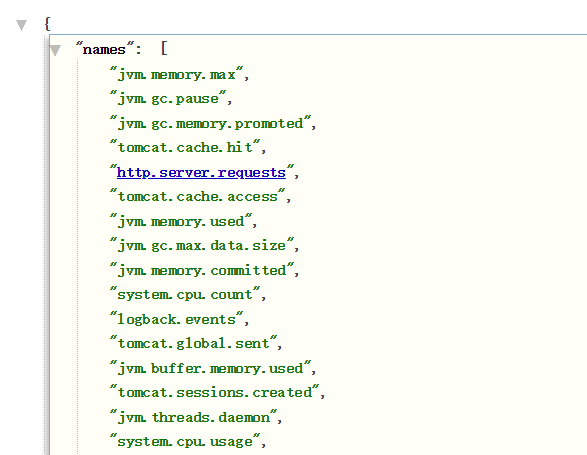 {
"names": [
"jvm.memory.max",
"jvm.gc.pause",
"jvm.gc.memory.promoted",
"tomcat.cache.hit",
"http.server.requests",
"tomcat.cache.access",
"jvm.memory.used",
"jvm.gc.max.data.size",
"jvm.memory.committed",
"system.cpu.count",
"logback.events",
"tomcat.global.sent",
"jvm.buffer.memory.used",
"tomcat.sessions.created",
"jvm.threads.daemon",
"system.cpu.usage",